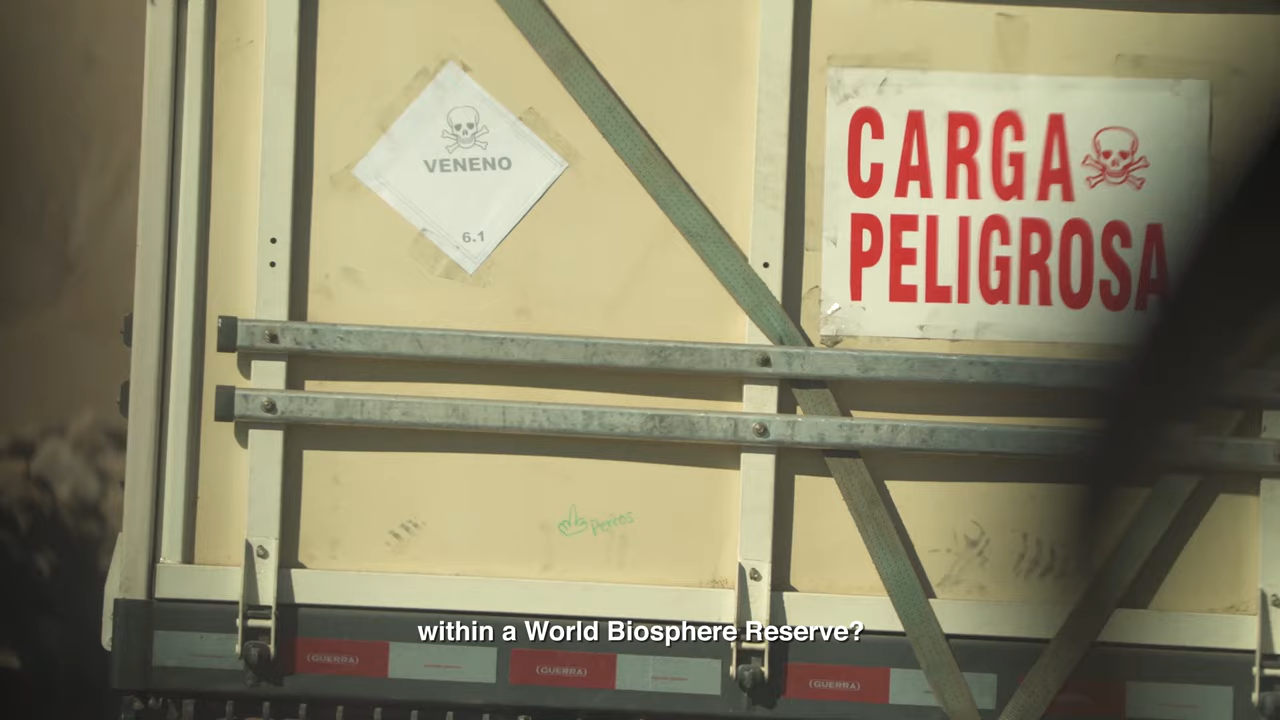 VENENO
6.1
CARGA
PELIGROSA
perros
within a World Biosphere Reserve?
(GUERRA)
(GUERRA)
(GUERRA)